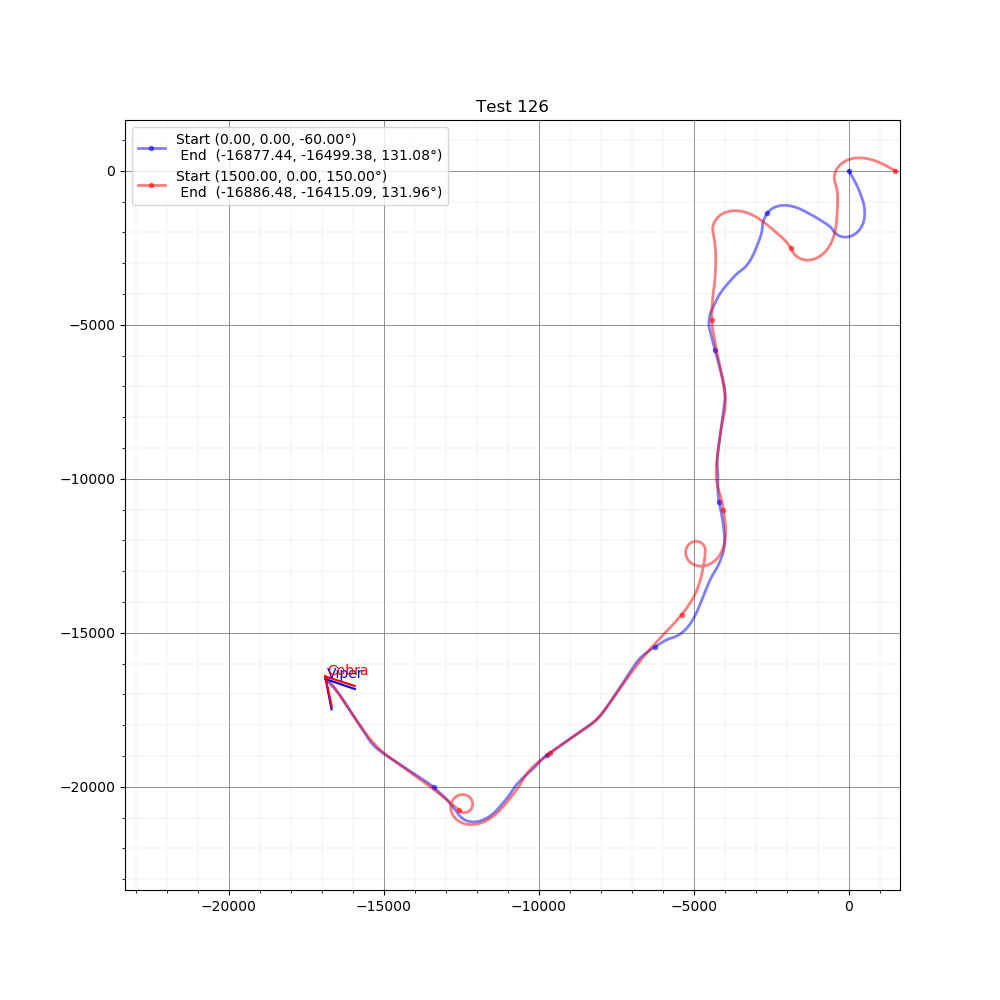 Test 126
Start (0.00, 0.00, -60.00°)
End (-16877.44, -16499.38, 131.08°)
Start (1500.00, 0.00, 150.00°)
End (-16886.48, -16415.09, 131.96°)
0
−5000
−10000
−15000
−20000
Cobra
Viper
−20000 −15000 −10000 −5000 0